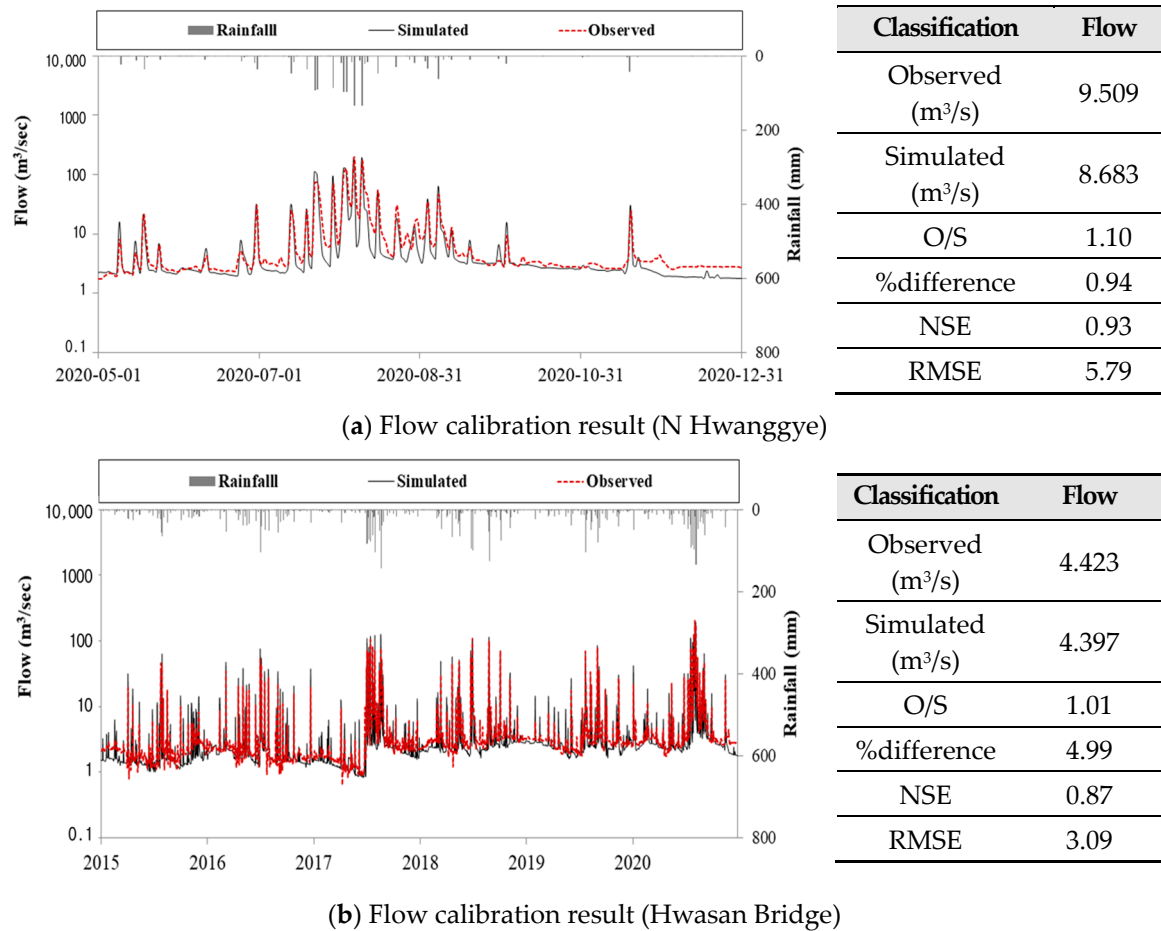 Rainfalll Simulated Observed
Flow (m³/sec)
10,000
1000
100
10
1
0.1
0
200
400
600
800
Rainfall (mm)
2020-05-01 2020-07-01 2020-08-31 2020-10-31 2020-12-31
Classification Flow
Observed
(m³/s)
9.509
Simulated
(m³/s)
8.683
O/S 1.10
%difference 0.94
NSE 0.93
RMSE 5.79
(a) Flow calibration result (N Hwanggye)
Rainfalll Simulated Observed
Flow (m³/sec)
10,000
1000
100
10
1
0.1
0
200
400
600
800
Rainfall (mm)
2015 2016 2017 2018 2019 2020
Classification Flow
Observed
(m³/s)
4.423
Simulated
(m³/s)
4.397
O/S 1.01
%difference 4.99
NSE 0.87
RMSE 3.09
(b) Flow calibration result (Hwasan Bridge)